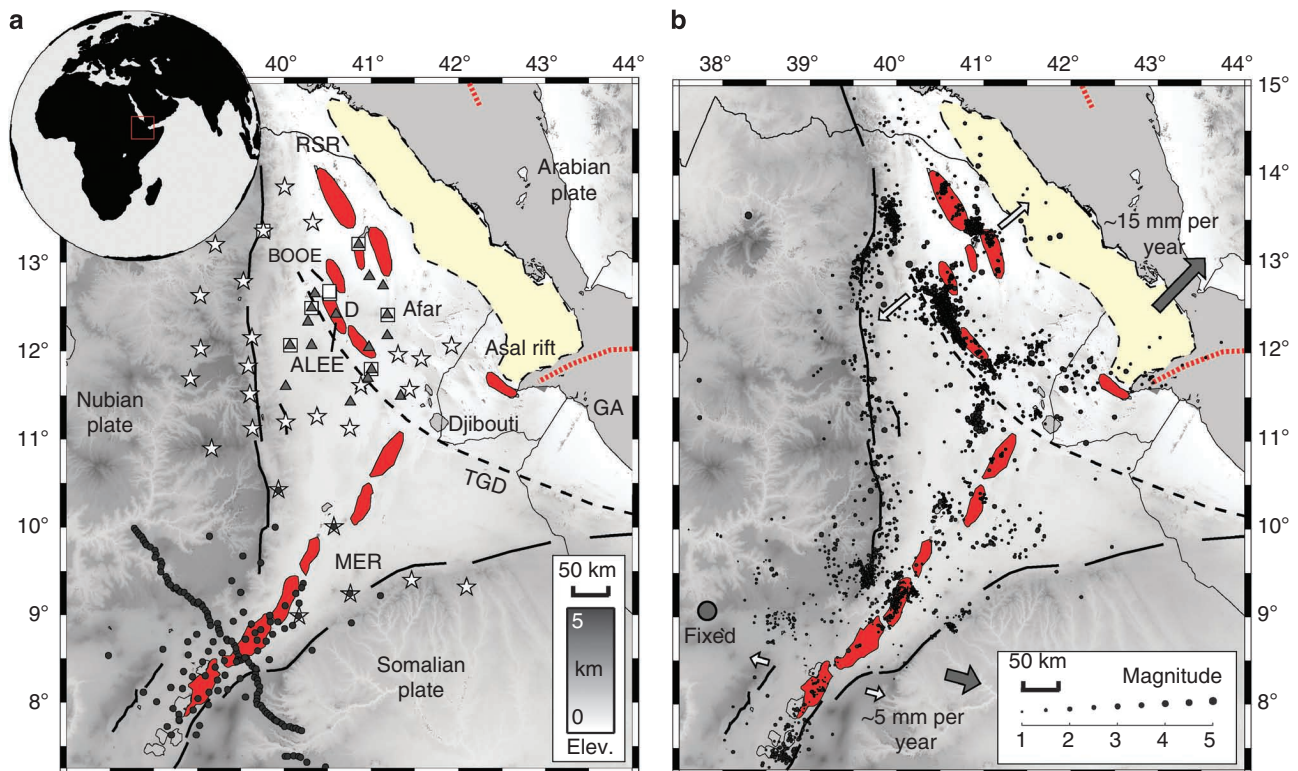 a
40° 41° 42° 43° 44°
RSR
Arabian
plate
13°
BOOE
D
Afar
12°
ALEE
Asal rift
Nubian
plate
GA
11°
Djibouti
TGD
10°
MER
50 km
9°
5
km
Somalian
plate
8°
0
Elev.
b
38° 39° 40° 41° 42° 43° 44°
15°
14°
~15 mm per
year
13°
12°
11°
10°
9°
Fixed
50 km
Magnitude
8°
~5 mm per
year
1 2 3 4 5